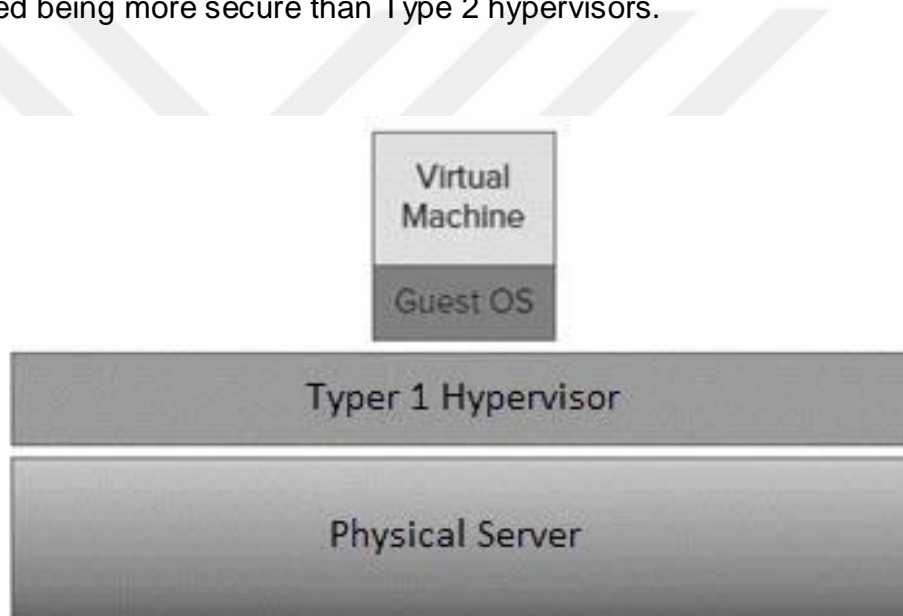 ed being more secure than Type 2 hypervisors.
Virtual
Machine
Guest OS
Typer 1 Hypervisor
Physical Server